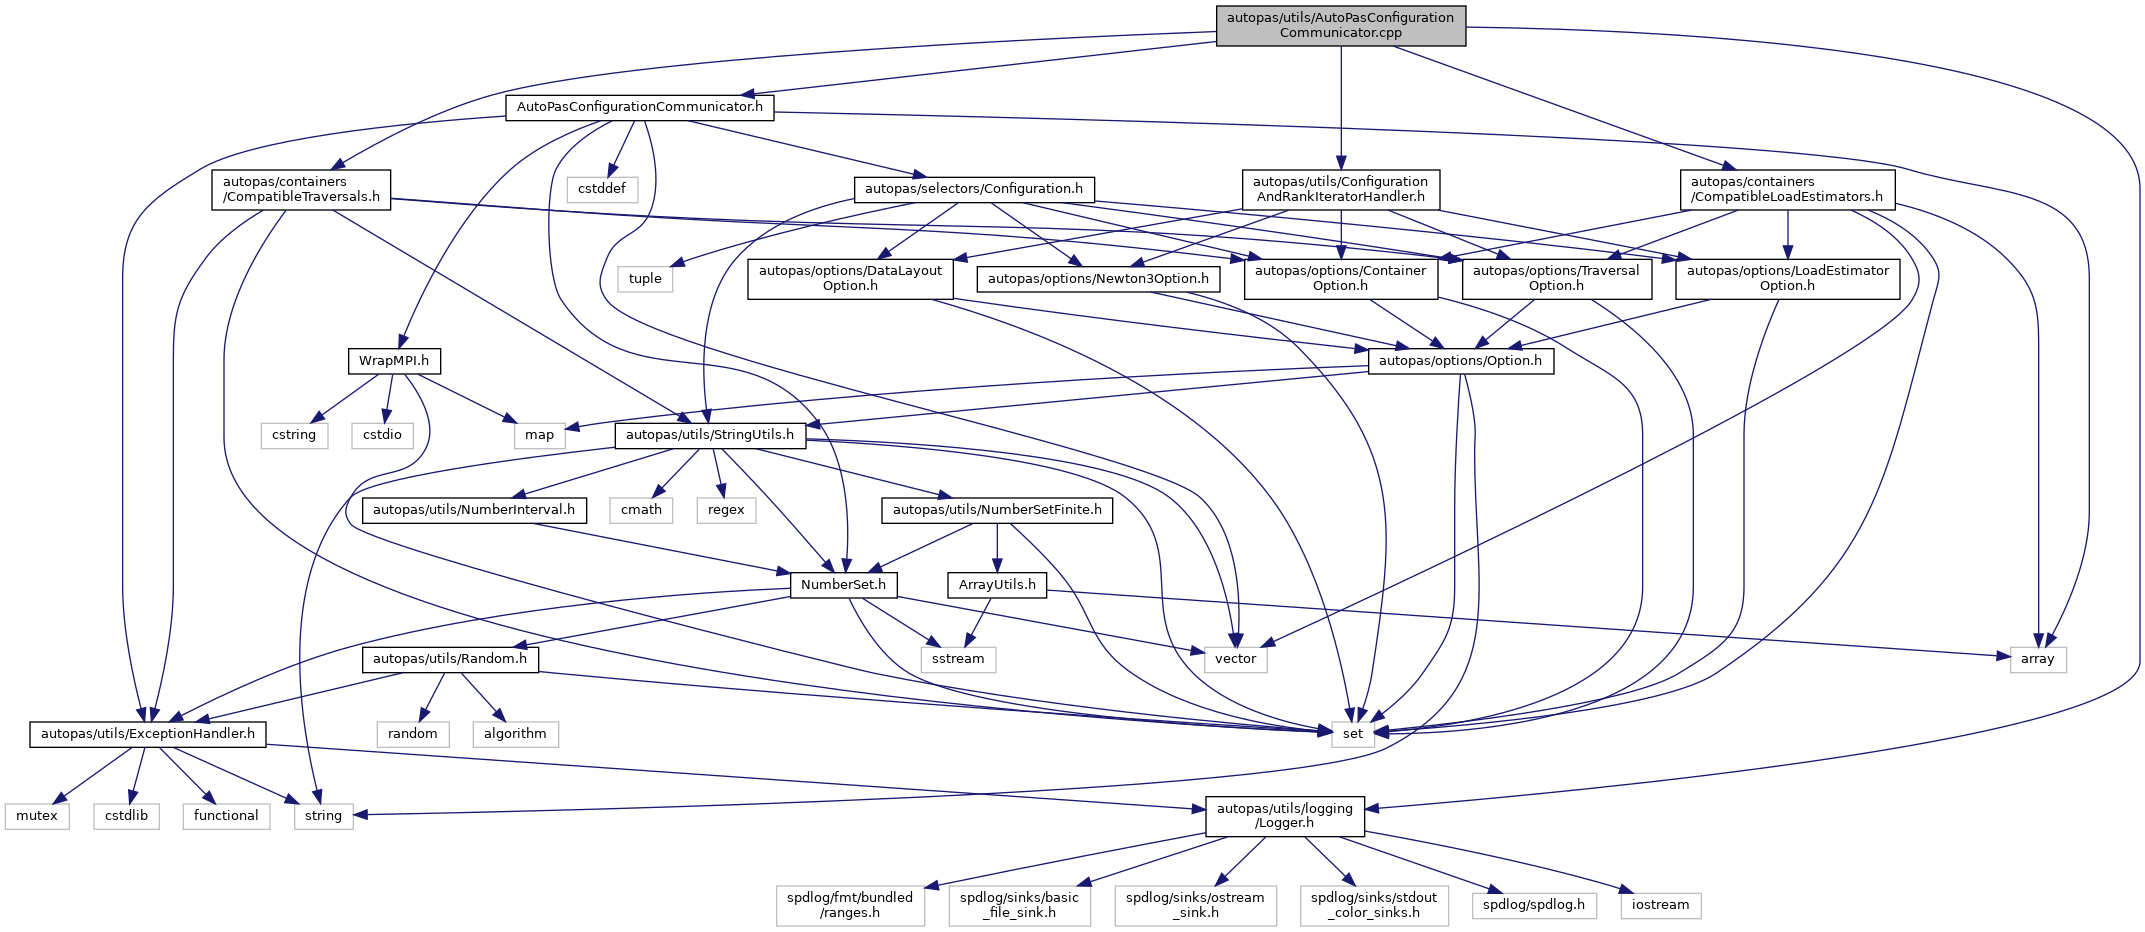 autopas/utils/AutoPasConfiguration
Communicator.cpp
AutoPasConfigurationCommunicator.h
autopas/containers
/CompatibleTraversals.h
cstddef
autopas/selectors/Configuration.h
autopas/utils/Configuration
AndRankIteratorHandler.h
autopas/containers
/CompatibleLoadEstimators.h
tuple
autopas/options/DataLayout
Option.h
autopas/options/Newton3Option.h
autopas/options/Container
Option.h
autopas/options/Traversal
Option.h
autopas/options/LoadEstimator
Option.h
WrapMPI.h
autopas/options/Option.h
cstring
cstdio
map
autopas/utils/StringUtils.h
autopas/utils/NumberInterval.h
cmath
regex
autopas/utils/NumberSetFinite.h
NumberSet.h
ArrayUtils.h
autopas/utils/Random.h
sstream
vector
array
autopas/utils/ExceptionHandler.h
random
algorithm
set
mutex
cstdlib
functional
string
autopas/utils/logging
/Logger.h
spdlog/fmt/bundled
/ranges.h
spdlog/sinks/basic
_file_sink.h
spdlog/sinks/ostream
_sink.h
spdlog/sinks/stdout
_color_sinks.h
spdlog/spdlog.h
iostream